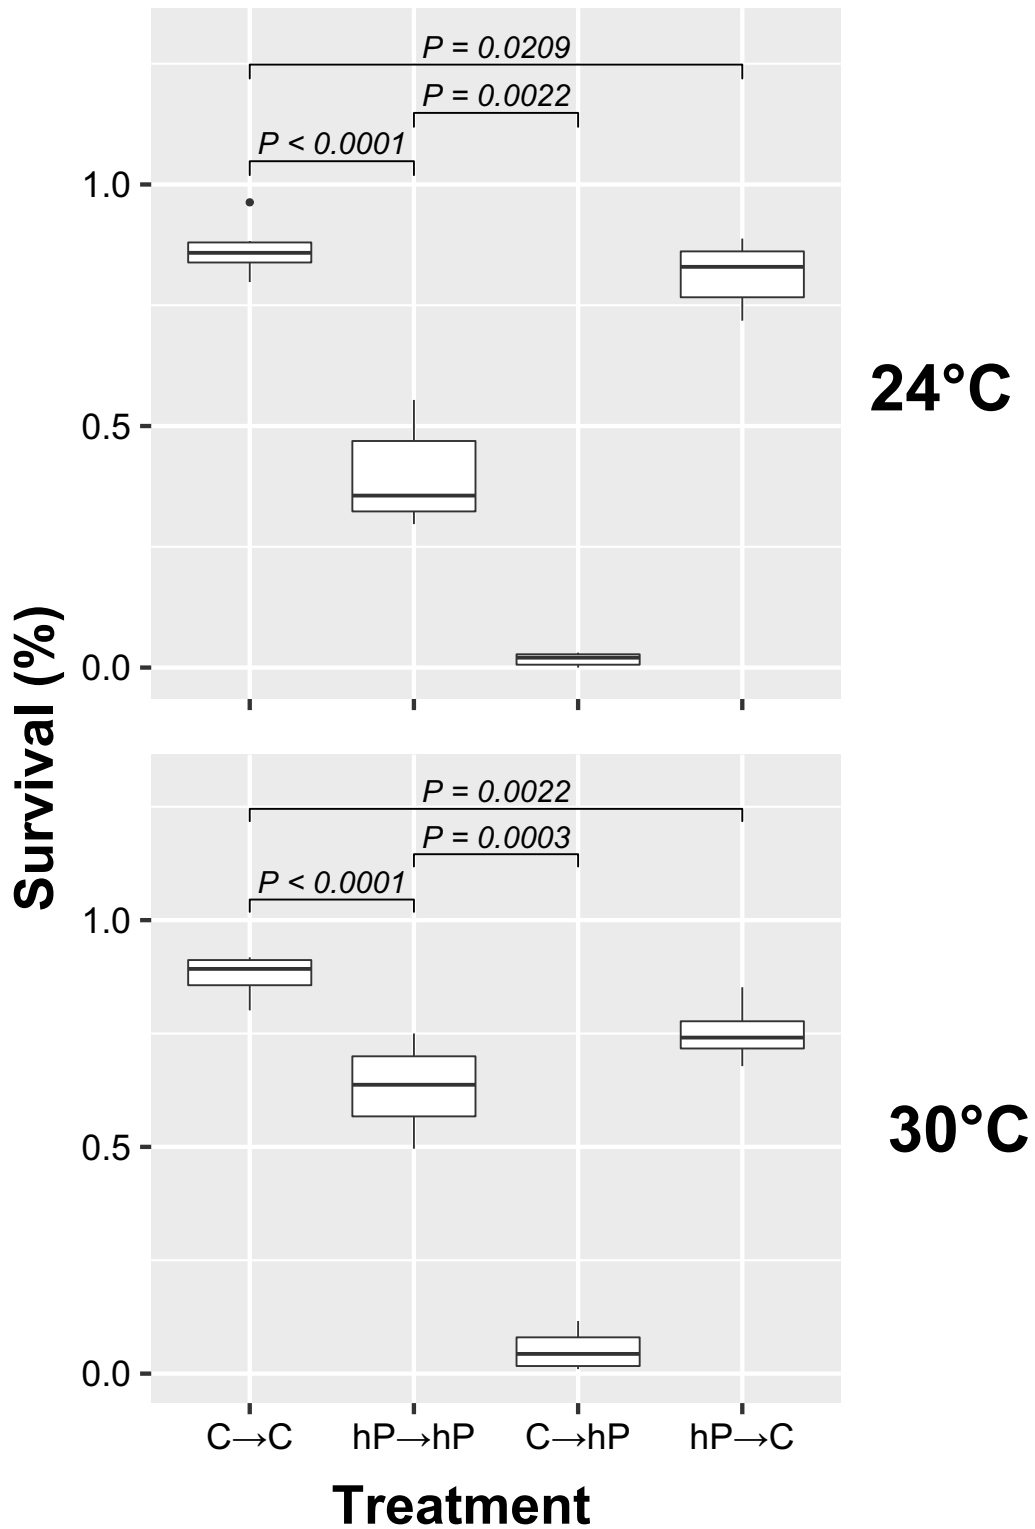 P = 0.0209
P = 0.0022
P < 0.0001
1.0
0.5
0.0
24°C
Survival (%)
P = 0.0022
P = 0.0003
P < 0.0001
1.0
0.5
0.0
30°C
C→C hP→hP C→hP hP→C
Treatment